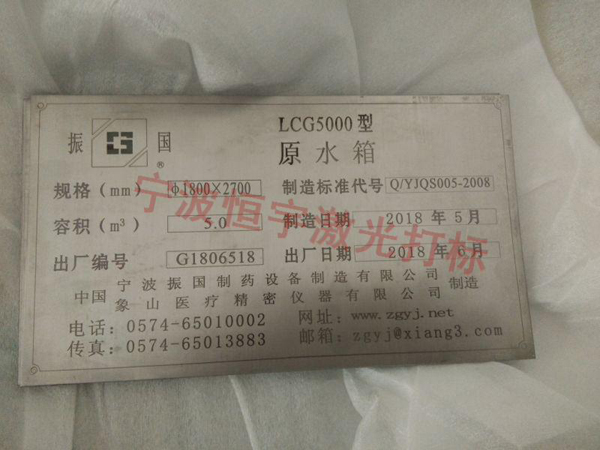 LCG5000型
振 国
®
原水箱
规格（mm） φ1800×2700 制造标准代号 Q/YJQS005-2008
容积（m³） 5.0 制造日期 2018 年 5月
出厂编号 G1806518 出厂日期 2018 年 6月
中国 宁波振国制药设备制造有限公司 制造
象山医疗精密仪器有限公司
电话：0574-65010002 网址：www.zgyj.net
传真：0574-65013883 邮箱：zgyj@xiang3.com
宁波恒宇激光打标